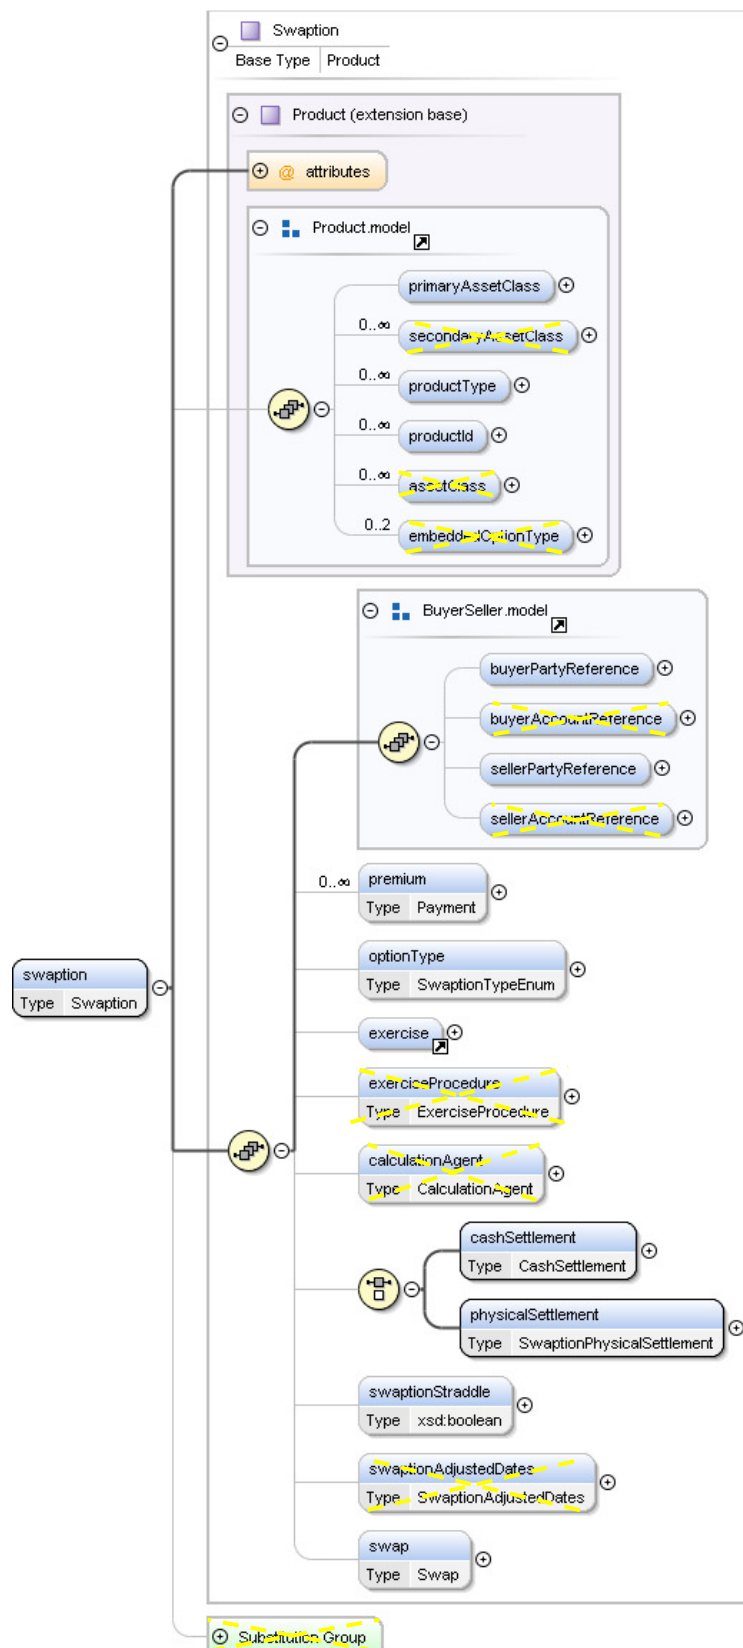 Swaption
Base Type Product
Product (extension base)
@ attributes
Product.model
primaryAssetClass
0..∞
secondaryAssetClass
0..∞
productType
0..∞
productId
0..∞
assetClass
0..2
embeddedOptionType
BuyerSeller.model
buyerPartyReference
buyerAccountReference
sellerPartyReference
sellerAccountReference
0..∞
premium
Type Payment
optionType
Type SwaptionTypeEnum
swaption
Type Swaption
exercise
exerciseProcedure
Type ExerciseProcedure
calculationAgent
Type CalculationAgent
cashSettlement
Type CashSettlement
physicalSettlement
Type SwaptionPhysicalSettlement
swaptionStraddle
Type xsd:boolean
swaptionAdjustedDates
Type SwaptionAdjustedDates
swap
Type Swap
Substitution Group